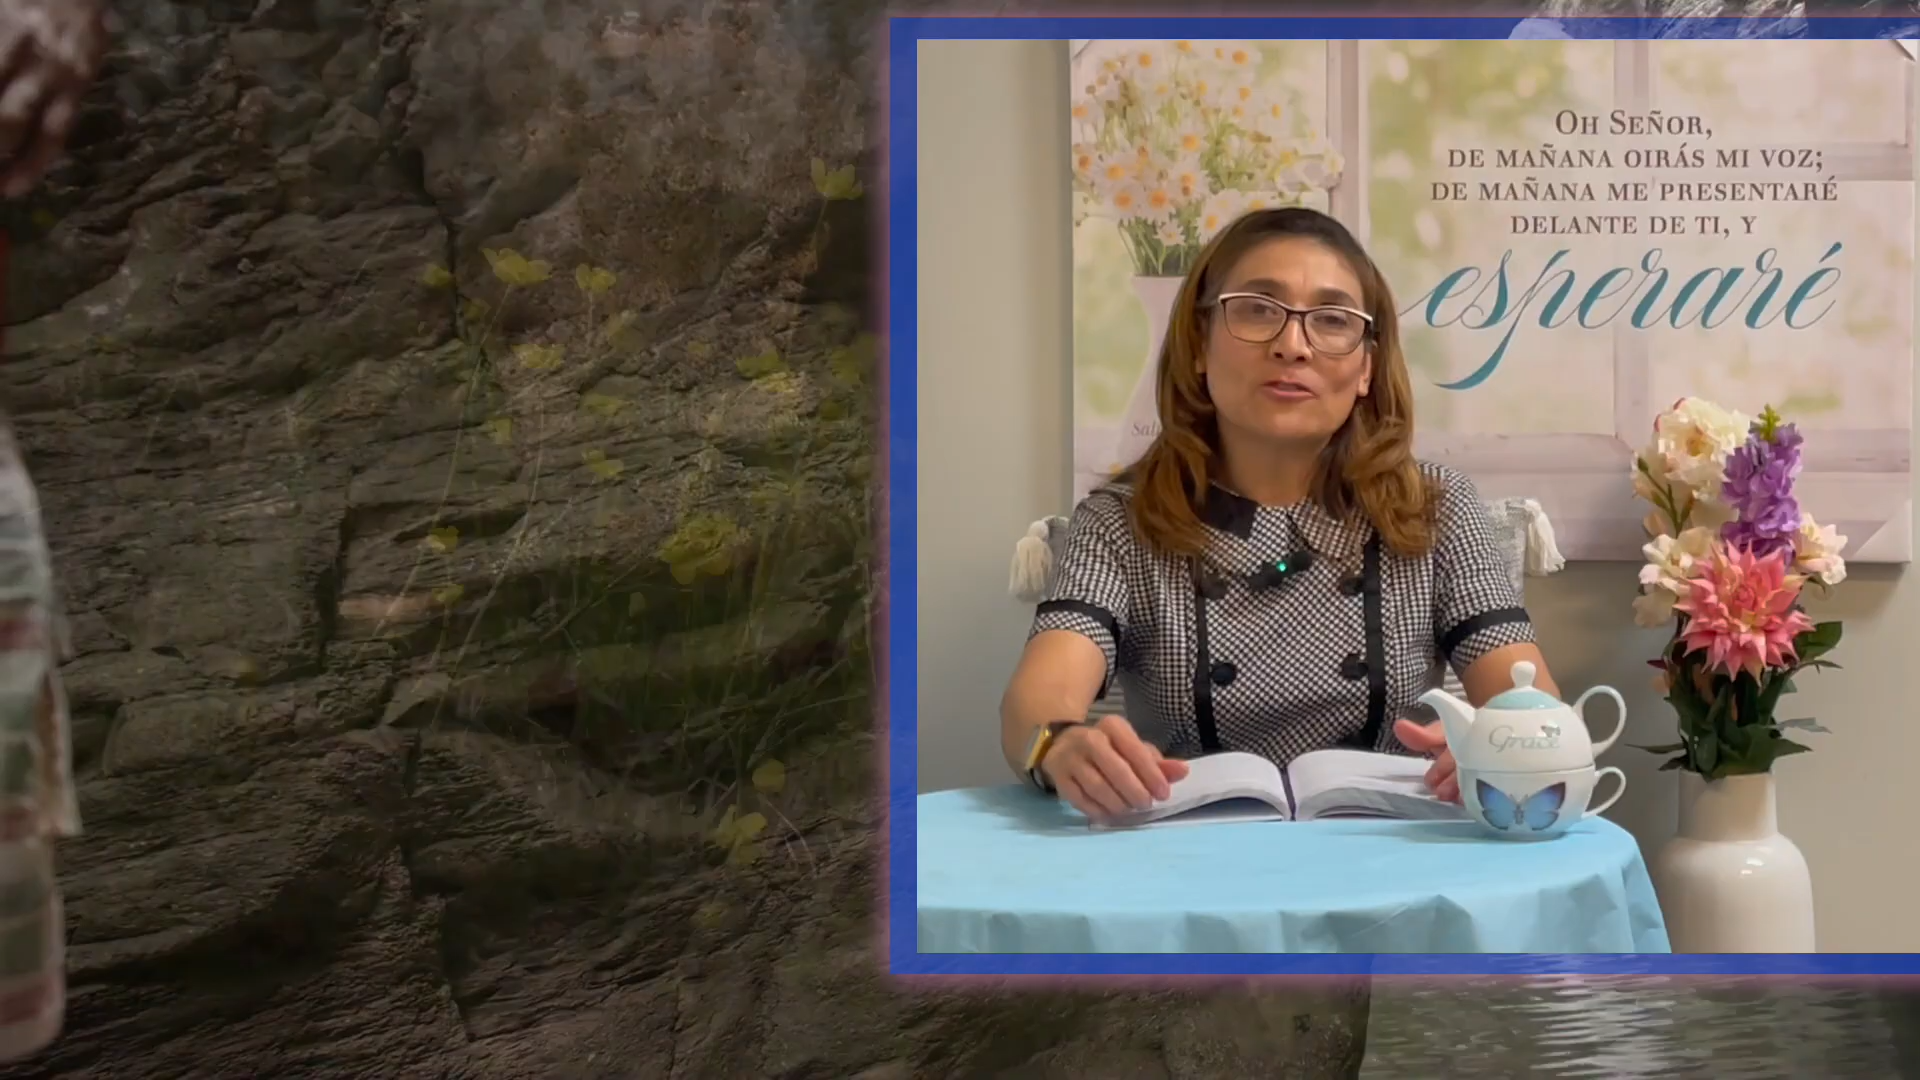 OH SEÑOR,
DE MAÑANA OIRÁS MI VOZ;
DE MAÑANA ME PRESENTARÉ
DELANTE DE TI, Y
esperaré
Grace